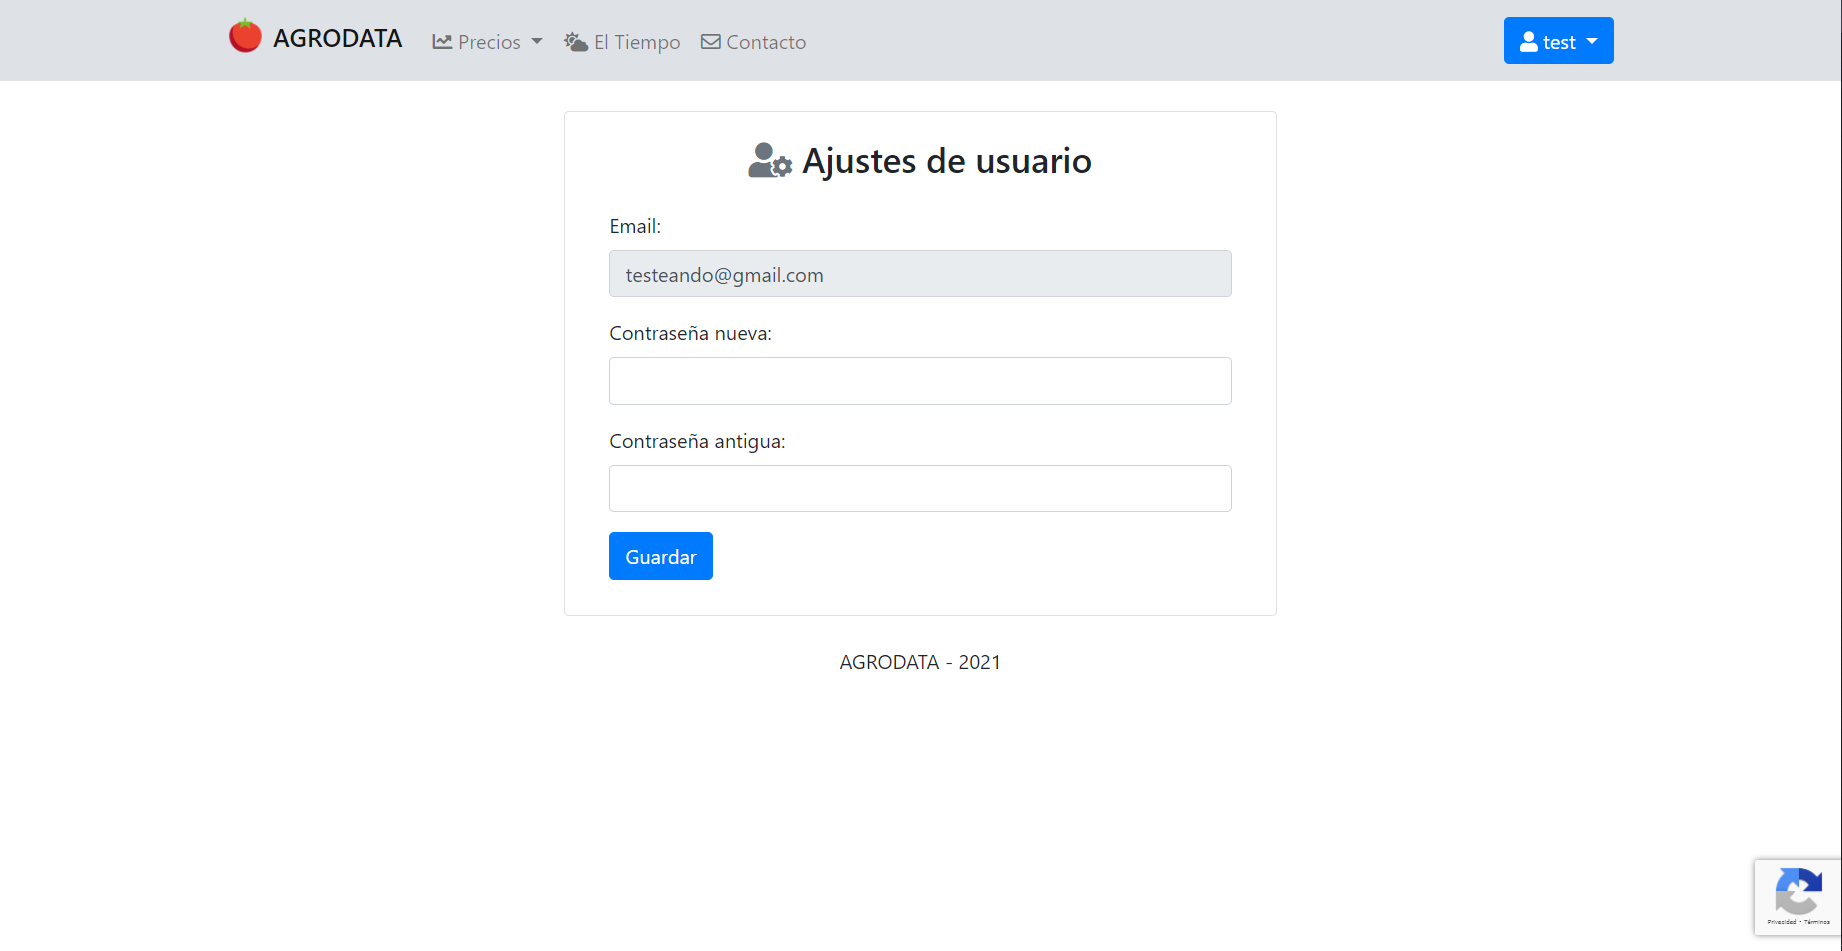 AGRODATA Precios El Tiempo Contacto test
Ajustes de usuario
Email:
testeando@gmail.com
Contraseña nueva:
Contraseña antigua:
Guardar
AGRODATA - 2021
Privacidad - Términos